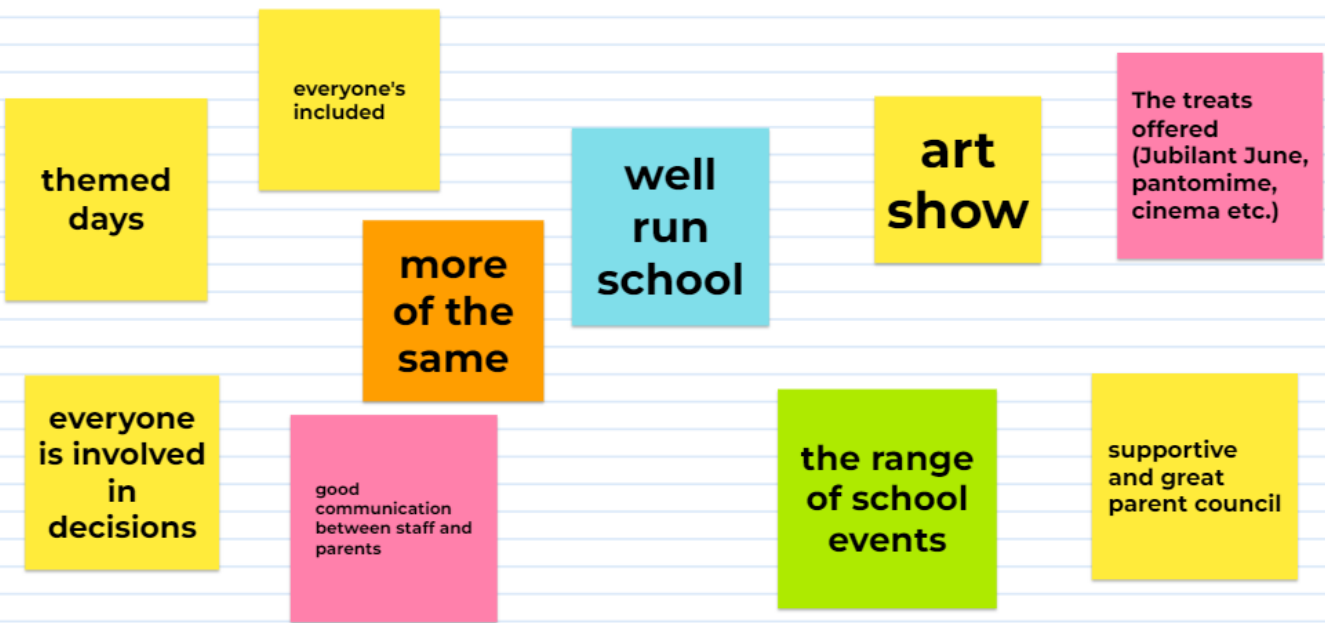 everyone's
included
themed
days
well
run
school
art
show
The treats
offered
(Jubilant June,
pantomime,
cinema etc.)
more
of the
same
everyone
is involved
in
decisions
good
communication
between staff and
parents
the range
of school
events
supportive
and great
parent council